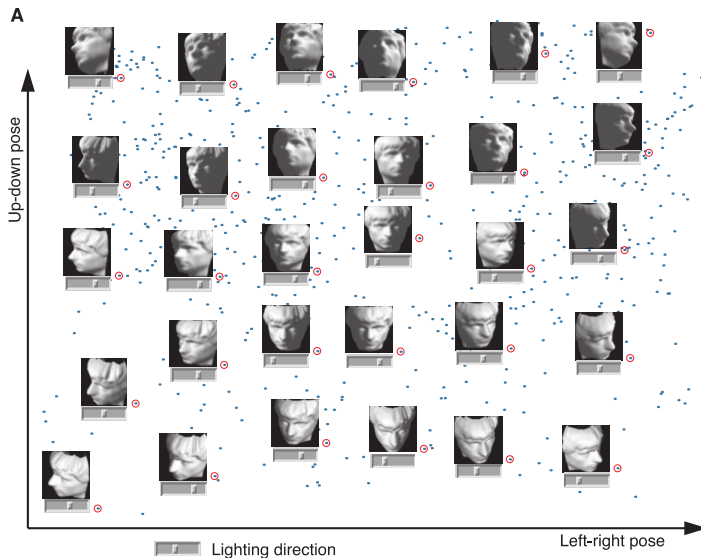 A
Up-down pose
Left-right pose
Lighting direction